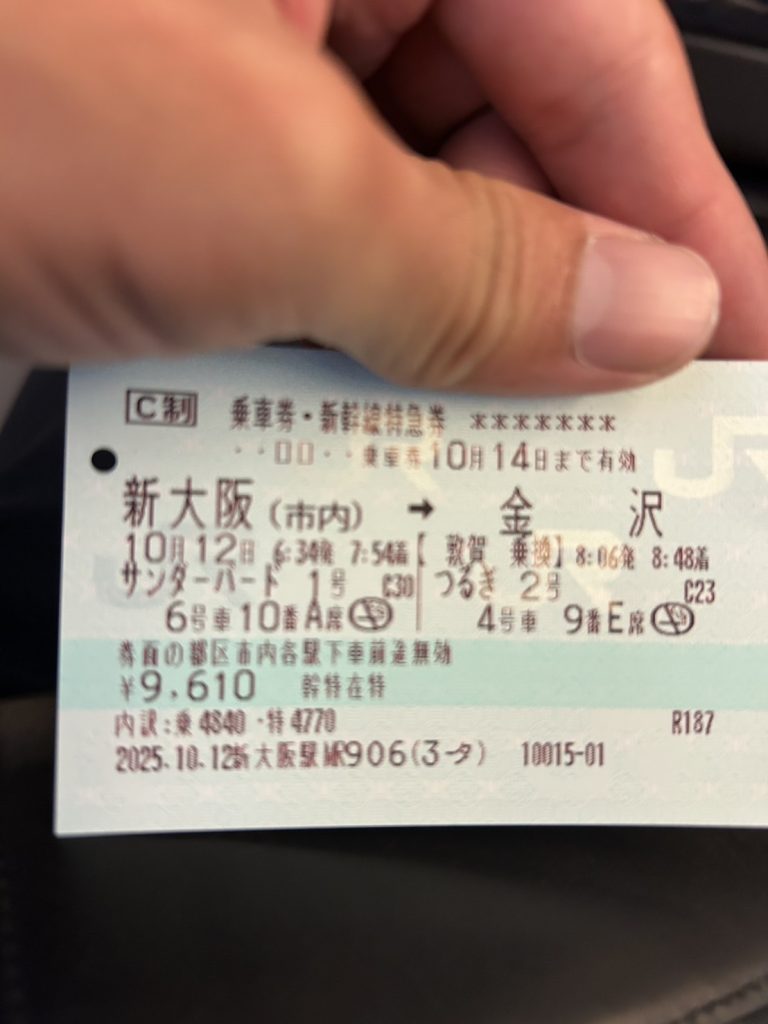 C制 乗車券・新幹線特急券 *******
・・□□・・乗車券10月14日まで有効
新大阪(市内) → 金沢
10月12日 6:34発 7:54着【 敦賀 乗換】8:06発 8:48着
サンダーバード 1号 C30 つるぎ 2号 C23
6号車10番A席 4号車 9番E席
券面の都区市内各駅下車前途無効
¥9,610 幹特在特
内訳:乗4840・特4770 R187
2025.10.12新大阪駅MR906(3-タ) 10015-01
JR